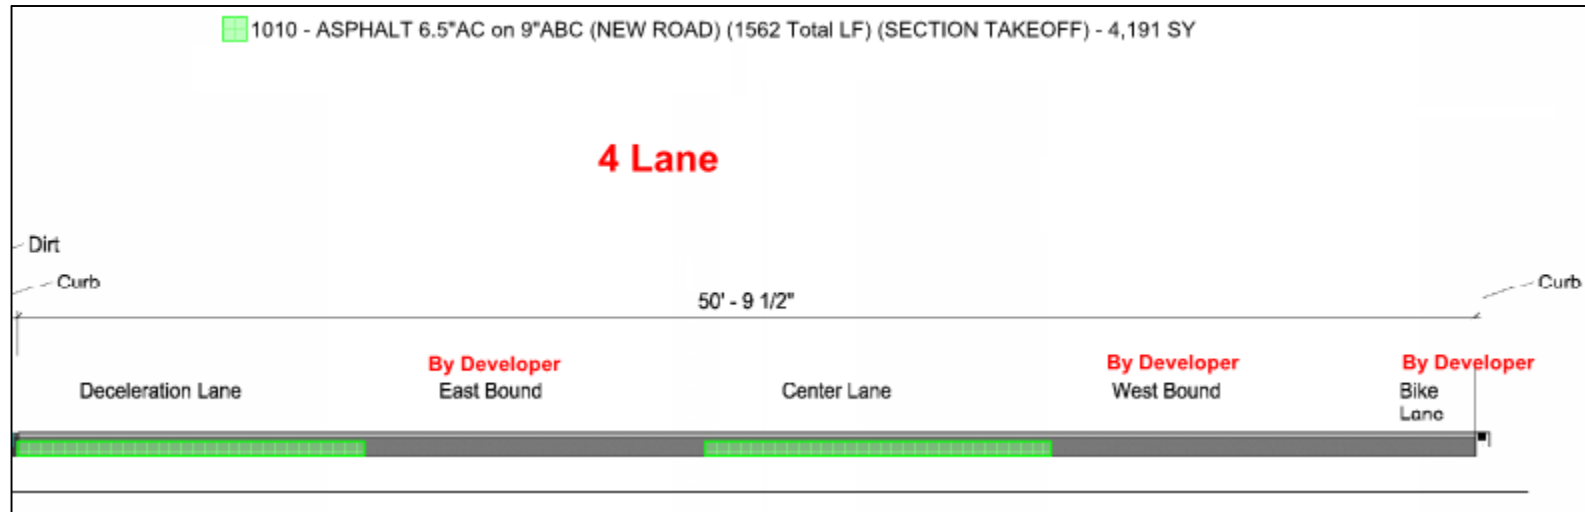 1010 - ASPHALT 6.5"AC on 9"ABC (NEW ROAD) (1562 Total LF) (SECTION TAKEOFF) - 4,191 SY
4 Lane
Dirt
Curb
Curb
50' - 9 1/2"
By Developer
By Developer
By Developer
Deceleration Lane
East Bound
Center Lane
West Bound
Bike
Lane